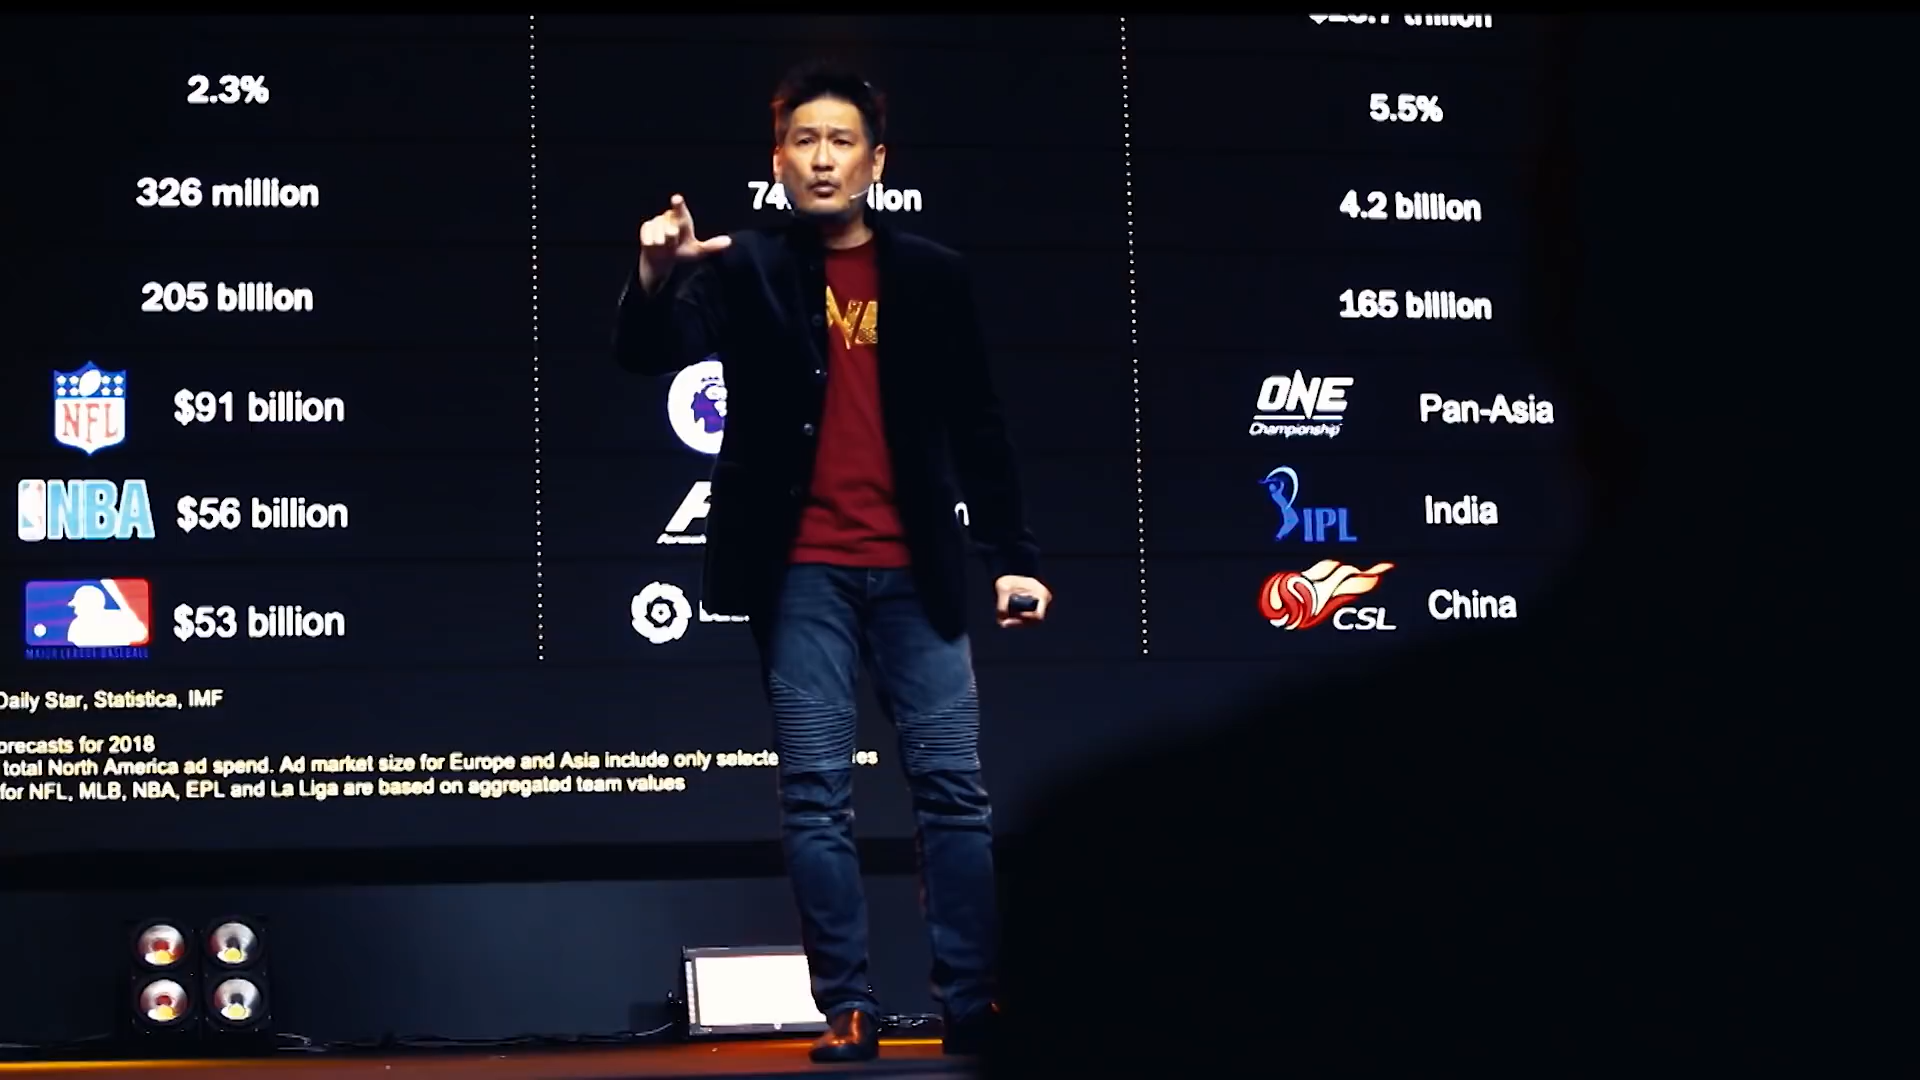 2.3%
5.5%
326 million
4.2 billion
205 billion
165 billion
NFL $91 billion
ONE Championship Pan-Asia
NBA $56 billion
IPL India
MAJOR LEAGUE BASEBALL $53 billion
CSL China
Daily Star, Statistica, IMF
for 2018
total North America ad spend. Ad market size for Europe and Asia include only
for NFL, MLB, NBA, EPL and La Liga are based on aggregated team values